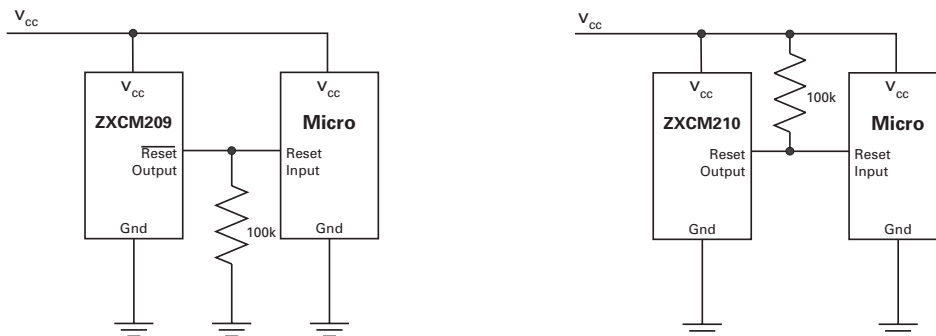 Vcc
Vcc
ZXCM209
Reset
Output
Gnd
100k
Vcc
Micro
Reset
Input
Gnd
Vcc
Vcc
ZXCM210
Reset
Output
Gnd
100k
Vcc
Micro
Reset
Input
Gnd